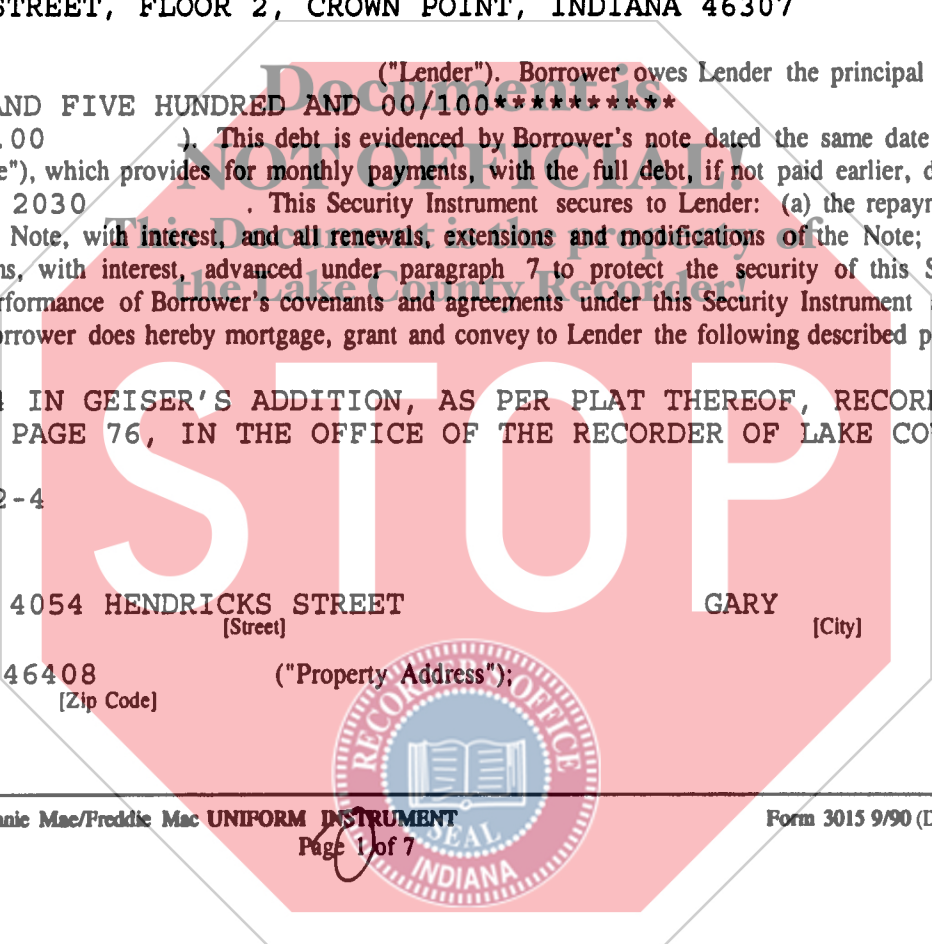 STREET, FLOOR 2, CROWN POINT, INDIANA 46307
Document is
("Lender"). Borrower owes Lender the principal
AND FIVE HUNDRED AND 00/100**********
.00 ). This debt is evidenced by Borrower's note dated the same date
NOT OFFICIAL!
e"), which provides for monthly payments, with the full debt, if not paid earlier, d
2030 . This Security Instrument secures to Lender: (a) the repayn
This Document is the property of
Note, with interest, and all renewals, extensions and modifications of the Note;
ns, with interest, advanced under paragraph 7 to protect the security of this S
the Lake County Recorder!
rformance of Borrower's covenants and agreements under this Security Instrument
orrower does hereby mortgage, grant and convey to Lender the following described p
IN GEISER'S ADDITION, AS PER PLAT THEREOF, RECOR
PAGE 76, IN THE OFFICE OF THE RECORDER OF LAKE CO
2-4
STOP
4054 HENDRICKS STREET GARY
[Street] [City]
46408 ("Property Address");
[Zip Code]
RECORDER'S OFFICE
SEAL
INDIANA
nnie Mae/Freddie Mac UNIFORM INSTRUMENT Form 3015 9/90 (D
Page 1 of 7